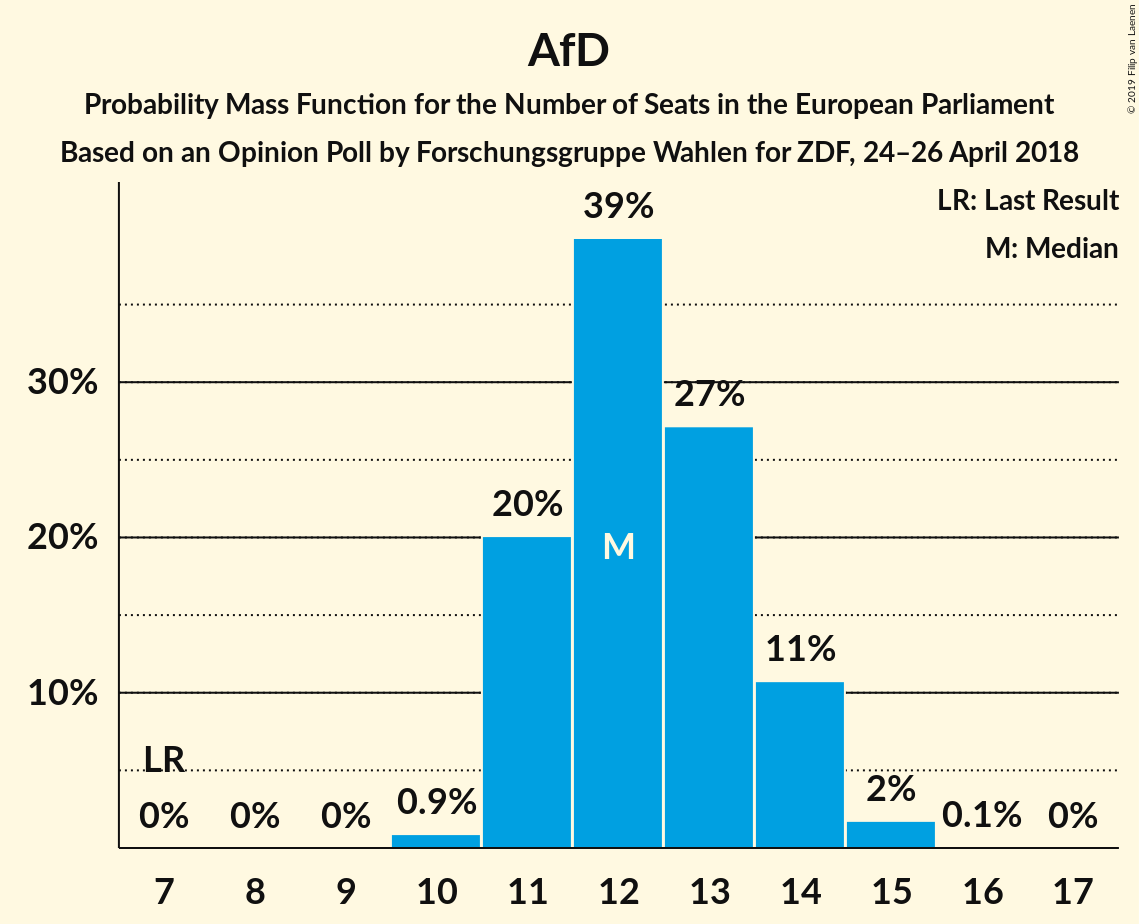 AfD
Probability Mass Function for the Number of Seats in the European Parliament
Based on an Opinion Poll by Forschungsgruppe Wahlen for ZDF, 24–26 April 2018
© 2019 Filip van Laenen
LR: Last Result
M: Median
39%
30%
27%
20%
20%
M
11%
10%
LR
0%
0%
0%
0.9%
2%
0.1%
0%
7 8 9 10 11 12 13 14 15 16 17